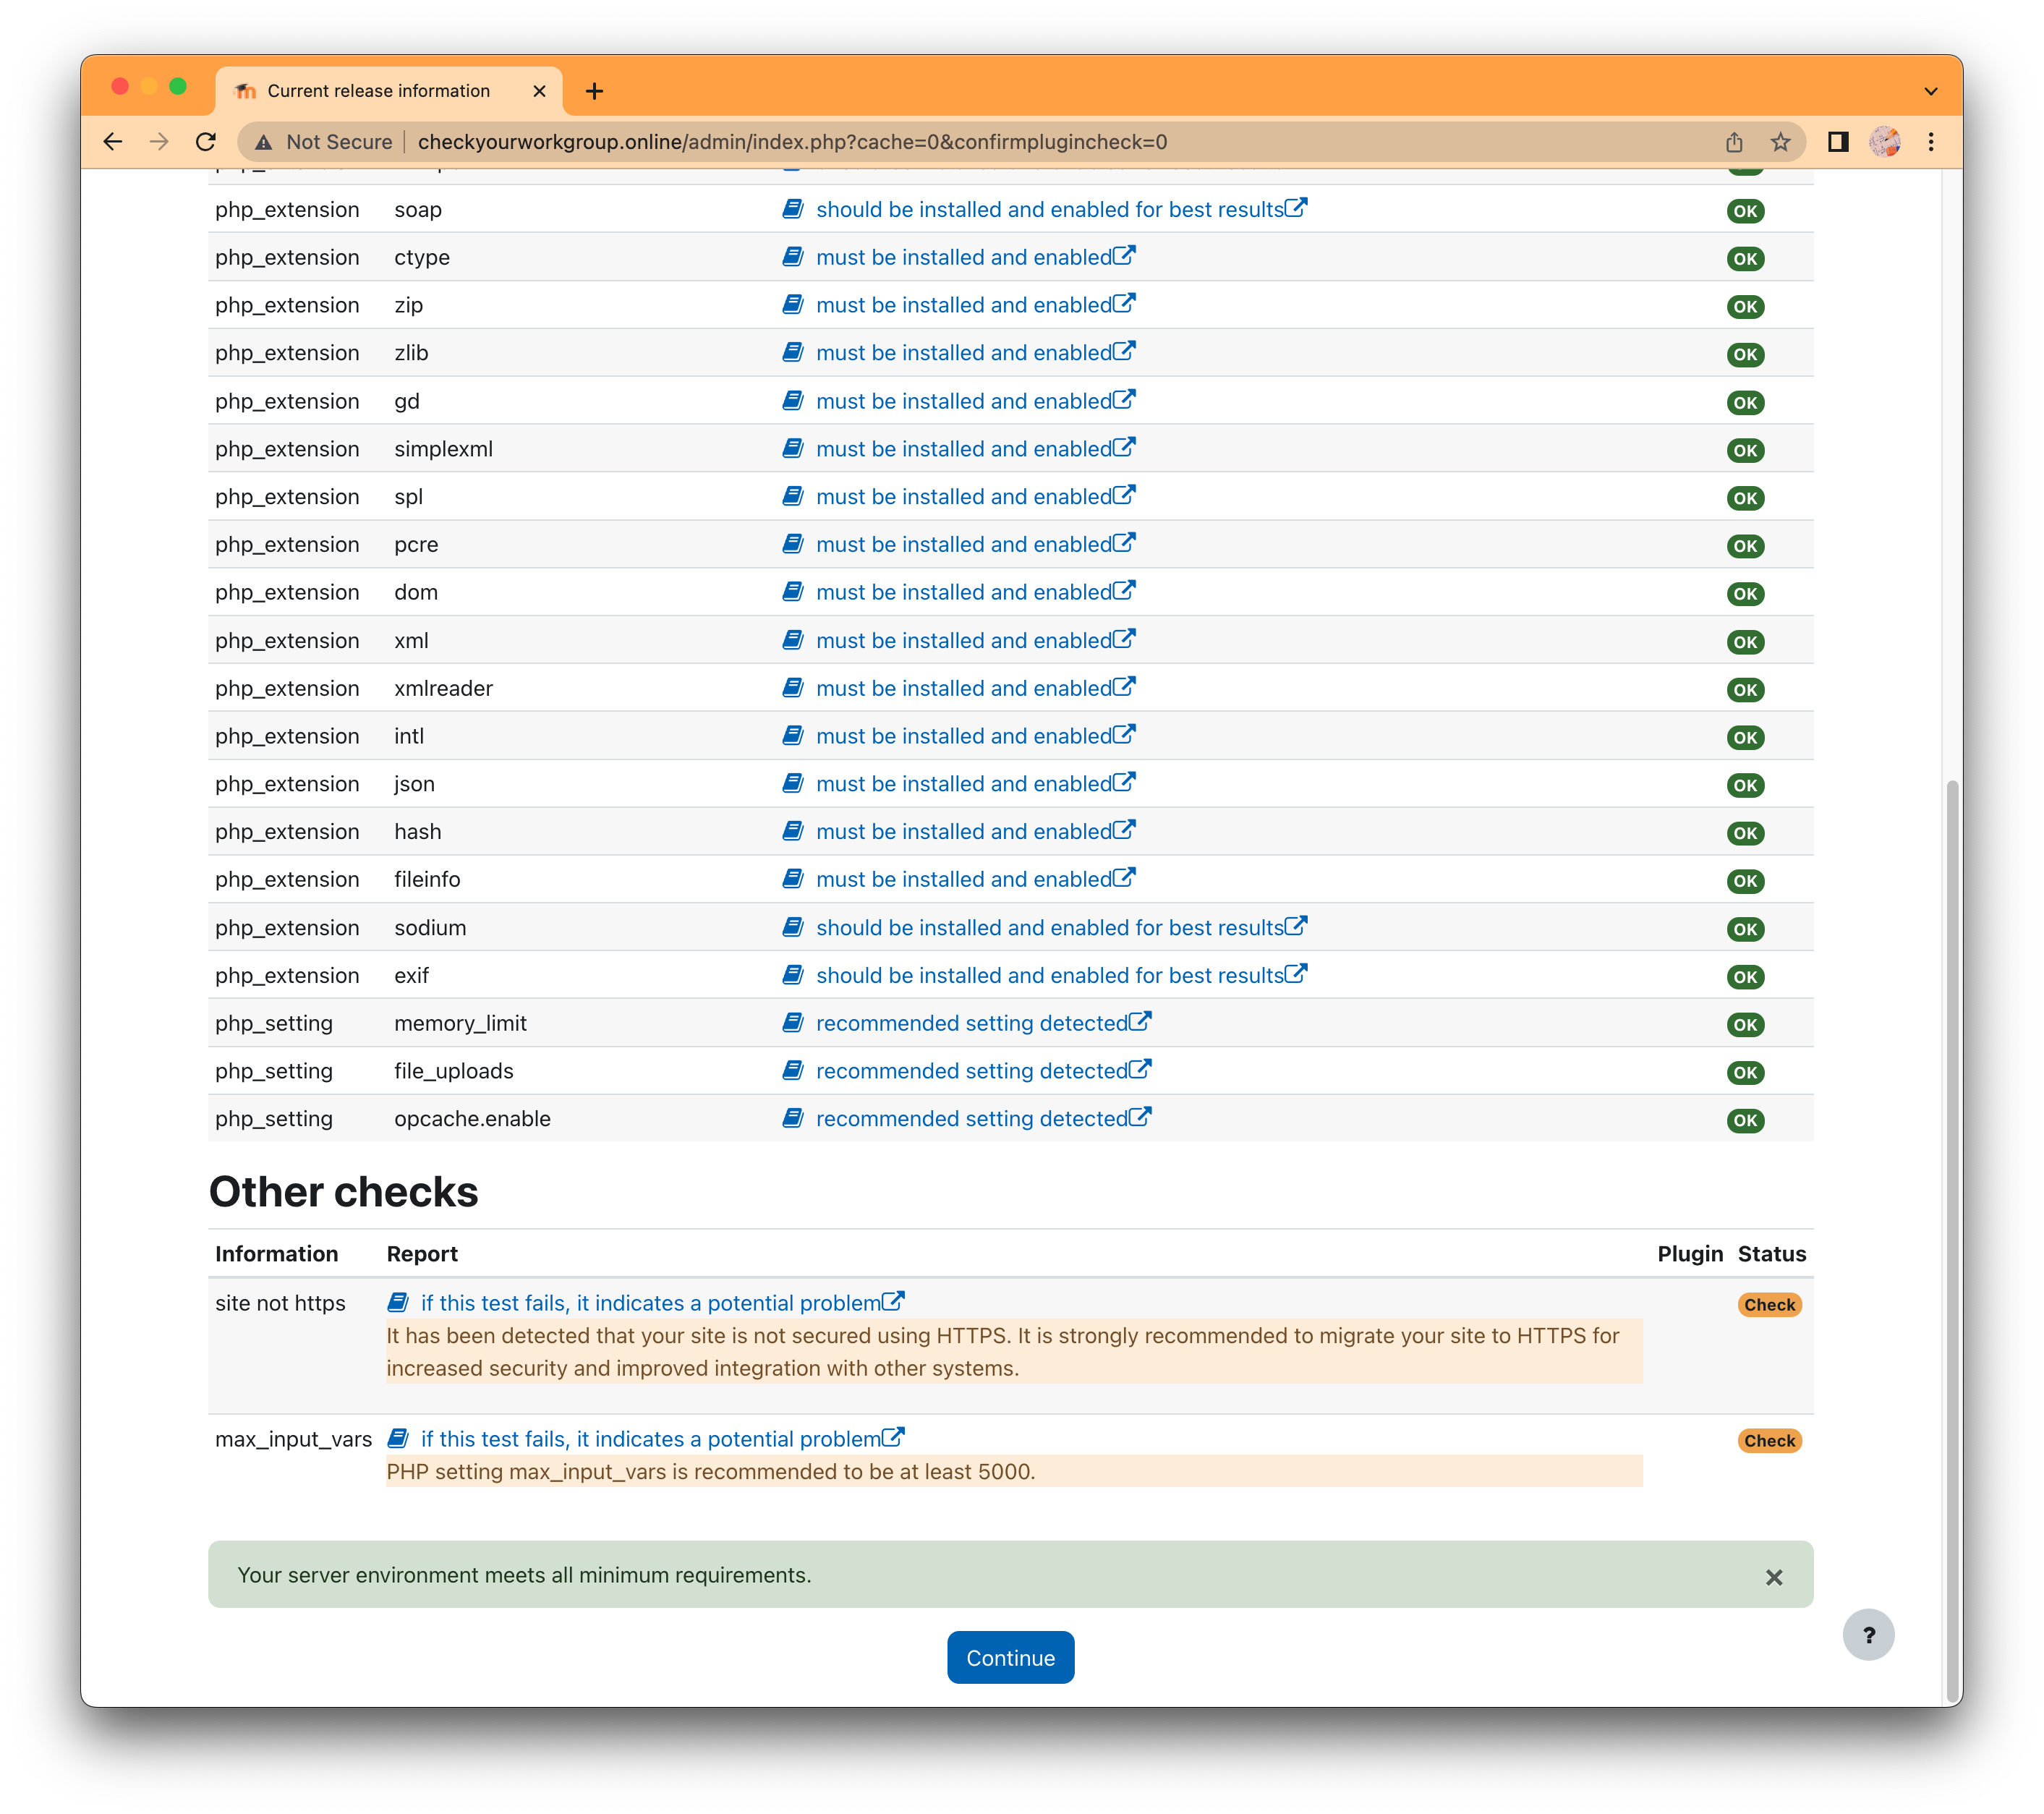 Current release information
Not Secure checkyourworkgroup.online/admin/index.php?cache=0&confirmplugincheck=0
php_extension soap should be installed and enabled for best results OK
php_extension ctype must be installed and enabled OK
php_extension zip must be installed and enabled OK
php_extension zlib must be installed and enabled OK
php_extension gd must be installed and enabled OK
php_extension simplexml must be installed and enabled OK
php_extension spl must be installed and enabled OK
php_extension pcre must be installed and enabled OK
php_extension dom must be installed and enabled OK
php_extension xml must be installed and enabled OK
php_extension xmlreader must be installed and enabled OK
php_extension intl must be installed and enabled OK
php_extension json must be installed and enabled OK
php_extension hash must be installed and enabled OK
php_extension fileinfo must be installed and enabled OK
php_extension sodium should be installed and enabled for best results OK
php_extension exif should be installed and enabled for best results OK
php_setting memory_limit recommended setting detected OK
php_setting file_uploads recommended setting detected OK
php_setting opcache.enable recommended setting detected OK
Other checks
Information Report Plugin Status
site not https if this test fails, it indicates a potential problem Check
It has been detected that your site is not secured using HTTPS. It is strongly recommended to migrate your site to HTTPS for
increased security and improved integration with other systems.
max_input_vars if this test fails, it indicates a potential problem Check
PHP setting max_input_vars is recommended to be at least 5000.
Your server environment meets all minimum requirements.
?
Continue